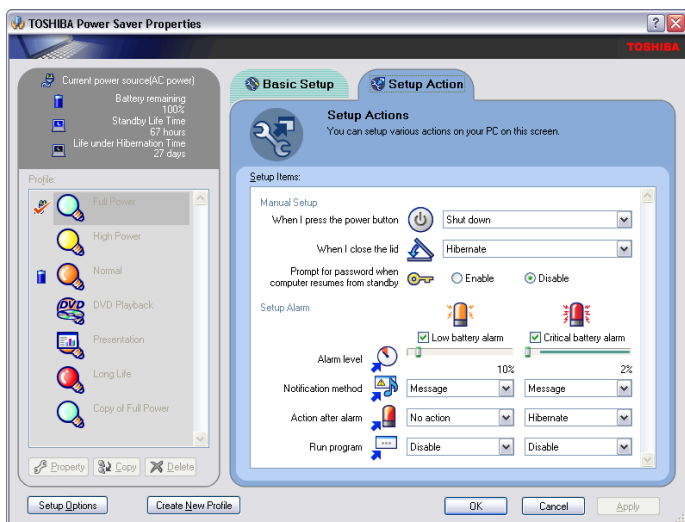 TOSHIBA Power Saver Properties
TOSHIBA
Current power source(AC power)
Battery remaining
100%
Standby Life Time
67 hours
Life under Hibernation Time
27 days
Profile:
Full Power
High Power
Normal
DVD Playback
Presentation
Long Life
Copy of Full Power
Property
Copy
Delete
Setup Options
Create New Profile
Basic Setup
Setup Action
Setup Actions
You can setup various actions on your PC on this screen.
Setup Items:
Manual Setup
When I press the power button
Shut down
When I close the lid
Hibernate
Prompt for password when
computer resumes from standby
Enable
Disable
Setup Alarm
Low battery alarm
Critical battery alarm
Alarm level
10%
2%
Notification method
Message
Message
Action after alarm
No action
Hibernate
Run program
Disable
Disable
OK
Cancel
Apply